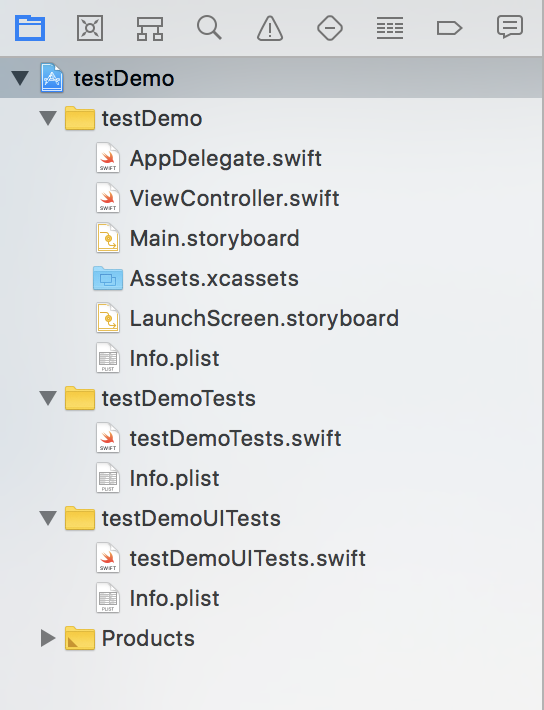 testDemo
testDemo
AppDelegate.swift
ViewController.swift
Main.storyboard
Assets.xcassets
LaunchScreen.storyboard
Info.plist
testDemoTests
testDemoTests.swift
Info.plist
testDemoUITests
testDemoUITests.swift
Info.plist
Products